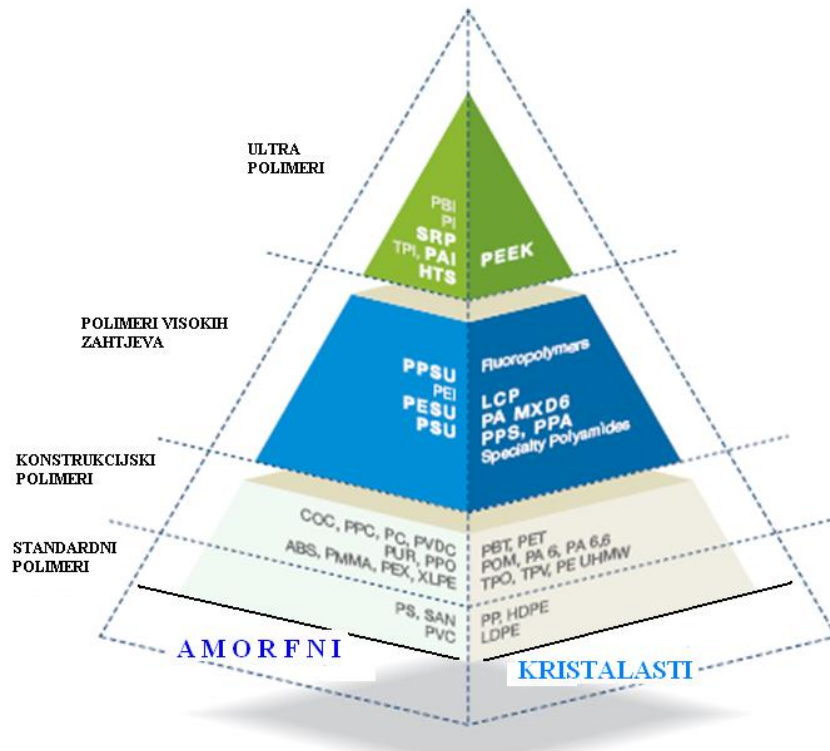 ULTRA
POLIMERI
PBI
PI
SRP
TPI, PAI
HTS
PEEK
POLIMERI VISOKIH
ZAHTJEVA
PPSU
PEI
PESU
PSU
Fluoropolymers
LCP
PA MXD6
PPS, PPA
Specialty Polyamides
KONSTRUKCIJSKI
POLIMERI
COC, PPC, PC, PVDC
PUR, PPO
ABS, PMMA, PEX, XLPE
PBT, PET
POM, PA 6, PA 6,6
TPO, TPV, PE UHMW
STANDARDNI
POLIMERI
PS, SAN
PVC
PP, HDPE
LDPE
A M O R F N I
KRISTALASTI